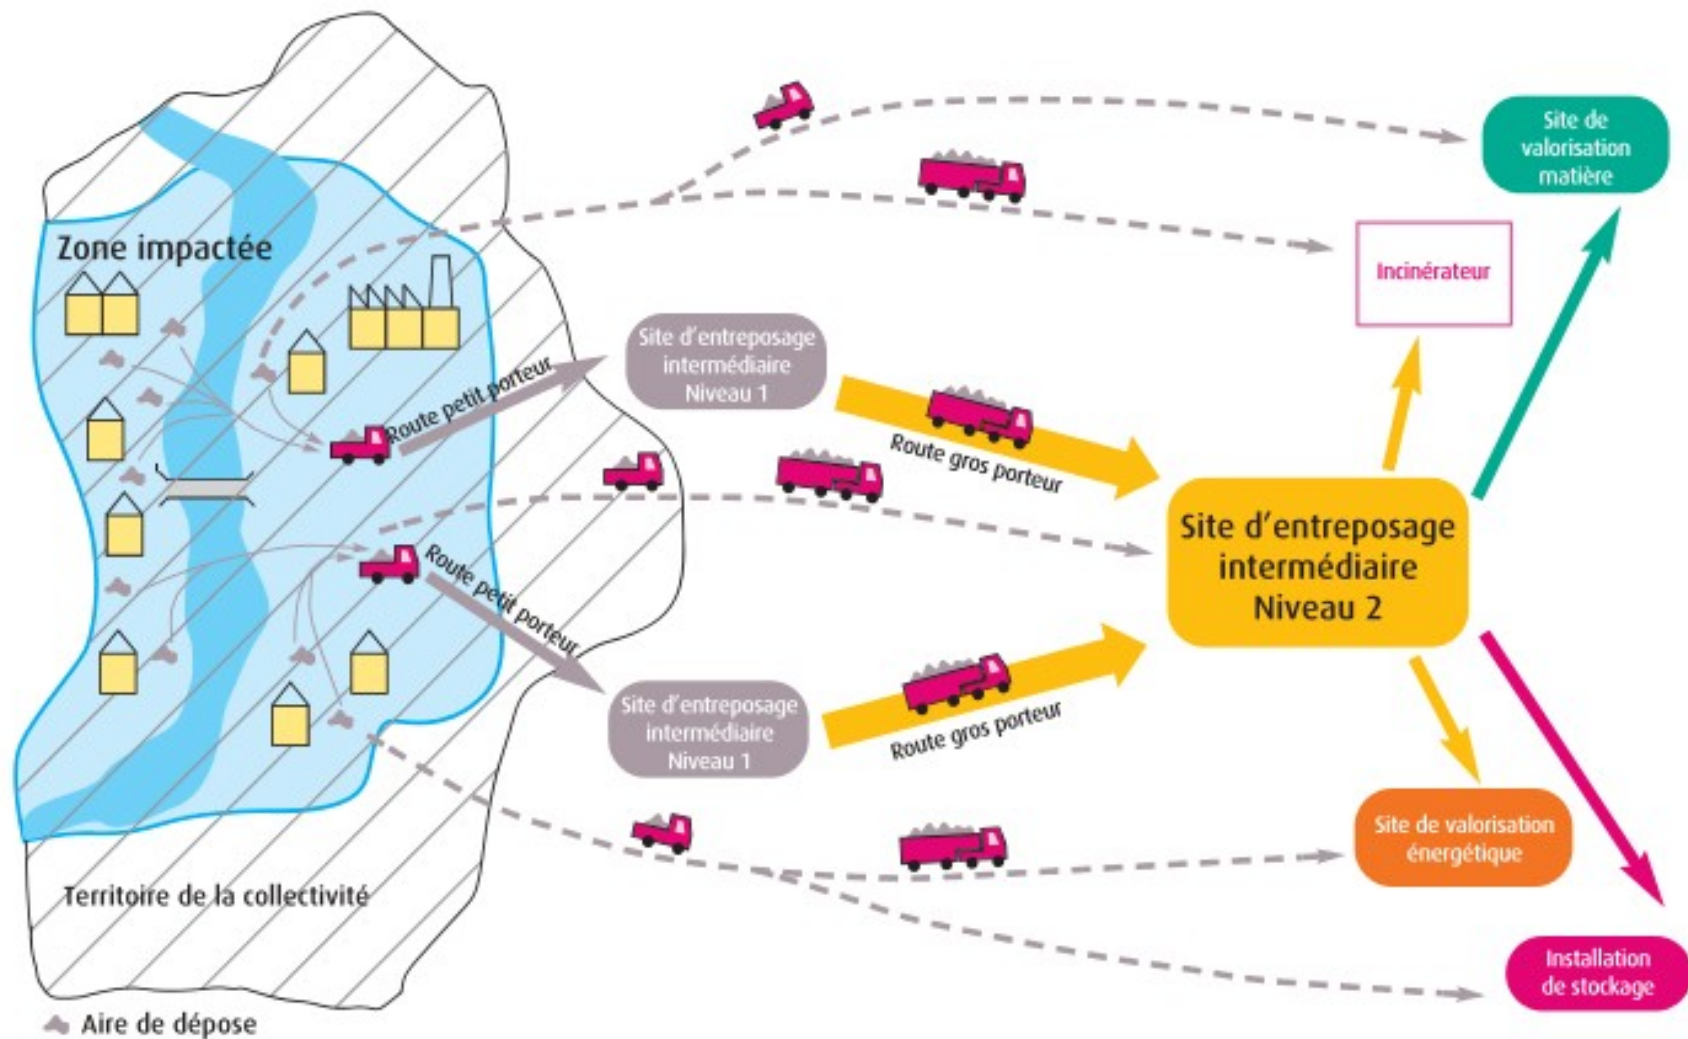 Site de
valorisation
matière
Zone impactée
Incinérateur
Site d'entreposage
intermédiaire
Niveau 1
Route petit porteur
Route gros porteur
Site d'entreposage
intermédiaire
Niveau 2
Route petit porteur
Site d'entreposage
intermédiaire
Niveau 1
Route gros porteur
Site de valorisation
énergétique
Territoire de la collectivité
Installation
de stockage
Aire de dépose